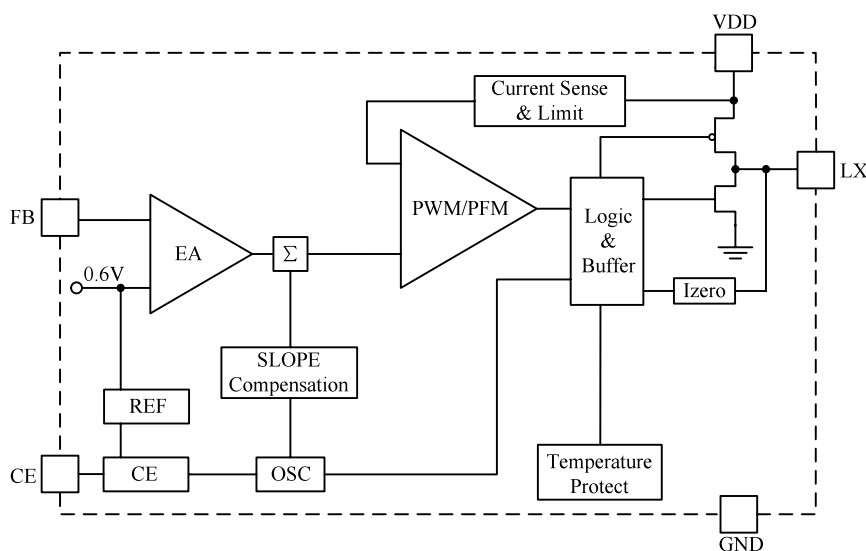 VDD
Current Sense
& Limit
LX
FB
EA
Σ
PWM/PFM
Logic
&
Buffer
0.6V
Izero
SLOPE
Compensation
REF
CE
CE
OSC
Temperature
Protect
GND